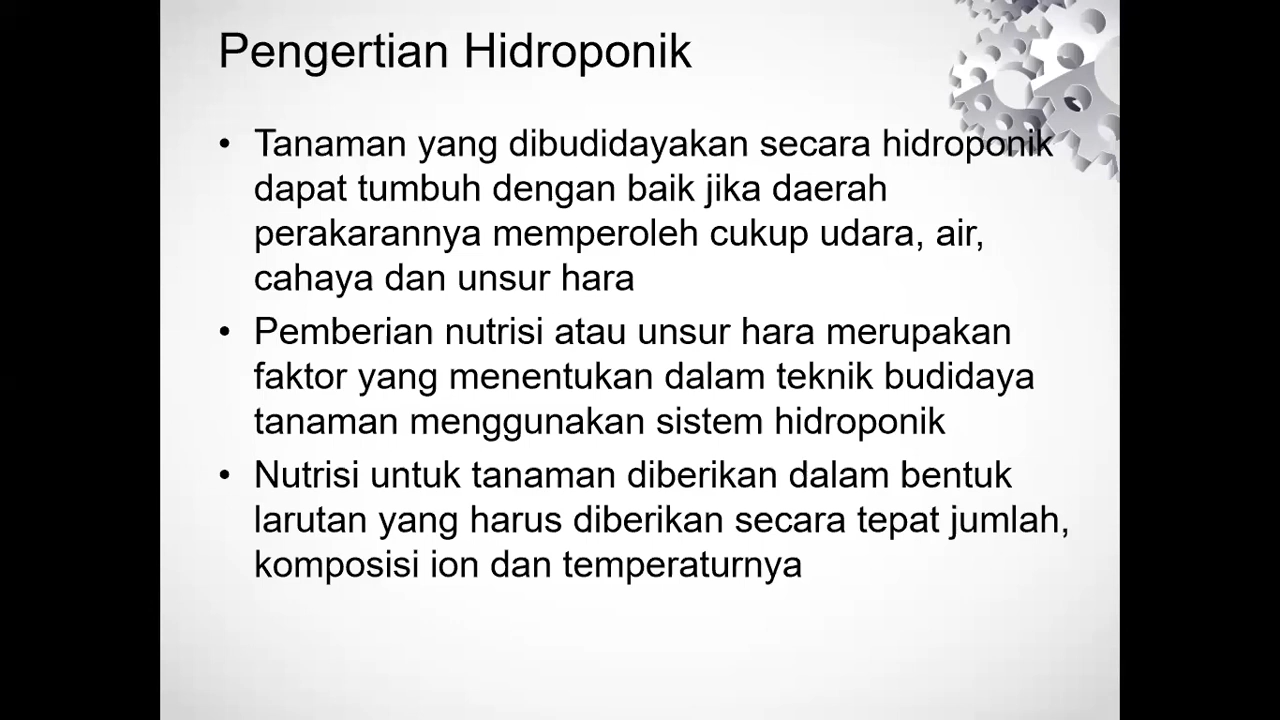 Pengertian Hidroponik
• Tanaman yang dibudidayakan secara hidroponik
dapat tumbuh dengan baik jika daerah
perakarannya memperoleh cukup udara, air,
cahaya dan unsur hara
• Pemberian nutrisi atau unsur hara merupakan
faktor yang menentukan dalam teknik budidaya
tanaman menggunakan sistem hidroponik
• Nutrisi untuk tanaman diberikan dalam bentuk
larutan yang harus diberikan secara tepat jumlah,
komposisi ion dan temperaturnya